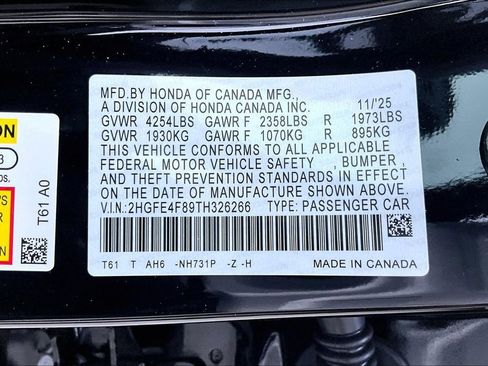 MFD.BY HONDA OF CANADA MFG.,
A DIVISION OF HONDA CANADA INC. 11/'25
GVWR 4254LBS GAWR F 2358LBS R 1973LBS
GVWR 1930KG GAWR F 1070KG R 895KG
THIS VEHICLE CONFORMS TO ALL APPLICABLE
FEDERAL MOTOR VEHICLE SAFETY , BUMPER ,
AND THEFT PREVENTION STANDARDS IN EFFECT
ON THE DATE OF MANUFACTURE SHOWN ABOVE.
V.I.N.:2HGFE4F89TH326266 TYPE: PASSENGER CAR
T61 T AH6 -NH731P -Z -H MADE IN CANADA
T61 A0
ON
3
os.
'S